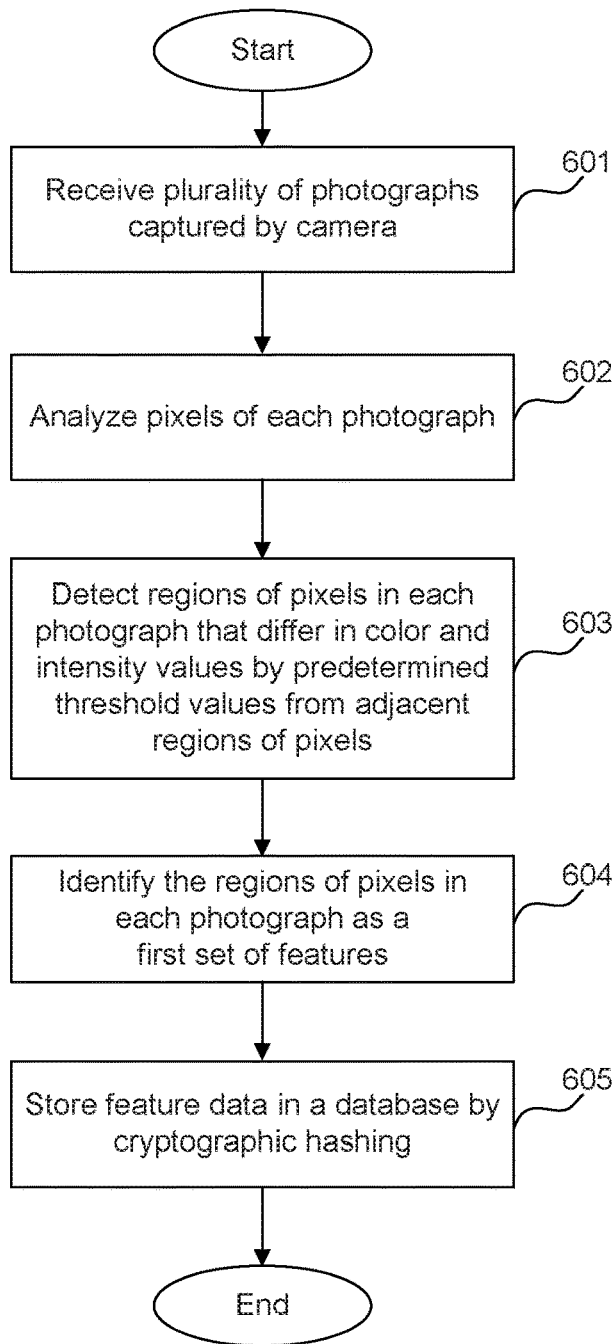 Start
601
Receive plurality of photographs
captured by camera
602
Analyze pixels of each photograph
Detect regions of pixels in each
photograph that differ in color and
603
intensity values by predetermined
threshold values from adjacent
regions of pixels
604
Identify the regions of pixels in
each photograph as a
first set of features
605
Store feature data in a database by
cryptographic hashing
End